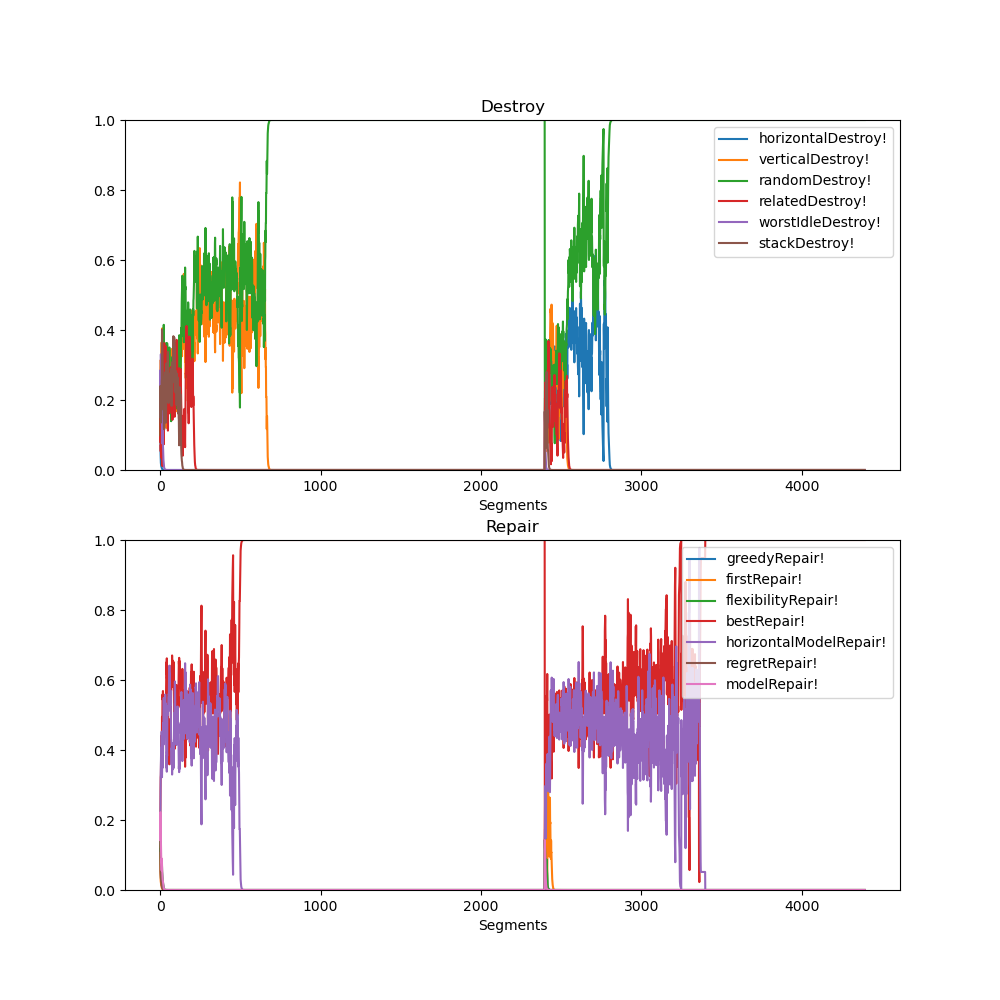 Destroy
1.0
0.8
0.6
0.4
0.2
0.0
horizontalDestroy!
verticalDestroy!
randomDestroy!
relatedDestroy!
worstIdleDestroy!
stackDestroy!
0 1000 2000 3000 4000
Segments
Repair
1.0
0.8
0.6
0.4
0.2
0.0
greedyRepair!
firstRepair!
flexibilityRepair!
bestRepair!
horizontalModelRepair!
regretRepair!
modelRepair!
0 1000 2000 3000 4000
Segments